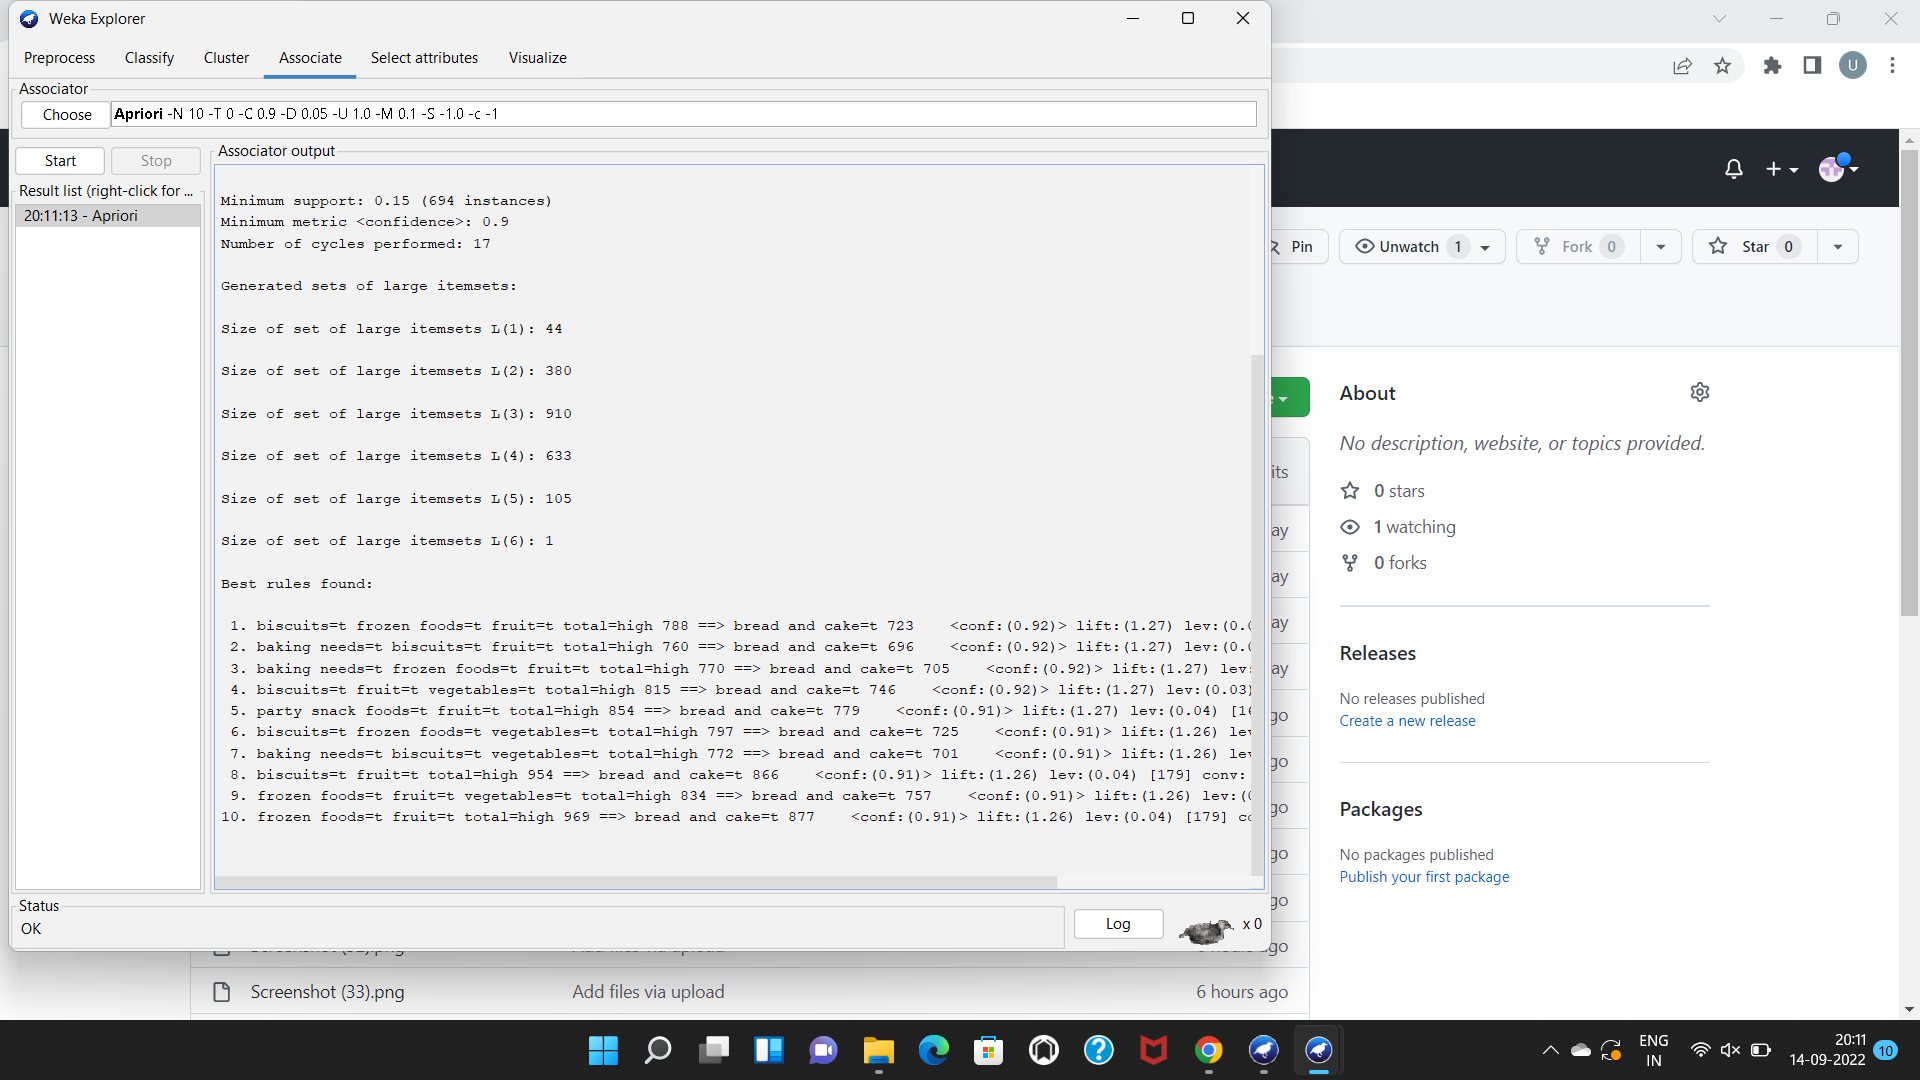 Weka Explorer
Preprocess Classify Cluster Associate Select attributes Visualize
Associator
Choose Apriori -N 10 -T 0 -C 0.9 -D 0.05 -U 1.0 -M 0.1 -S -1.0 -c -1
Start Stop
Result list (right-click for ...
20:11:13 - Apriori
Associator output
Minimum support: 0.15 (694 instances)
Minimum metric <confidence>: 0.9
Number of cycles performed: 17
Generated sets of large itemsets:
Size of set of large itemsets L(1): 44
Size of set of large itemsets L(2): 380
Size of set of large itemsets L(3): 910
Size of set of large itemsets L(4): 633
Size of set of large itemsets L(5): 105
Size of set of large itemsets L(6): 1
Best rules found:
1. biscuits=t frozen foods=t fruit=t total=high 788 ==> bread and cake=t 723 <conf:(0.92)> lift:(1.27) lev:(0.0
2. baking needs=t biscuits=t fruit=t total=high 760 ==> bread and cake=t 696 <conf:(0.92)> lift:(1.27) lev:(0.0
3. baking needs=t frozen foods=t fruit=t total=high 770 ==> bread and cake=t 705 <conf:(0.92)> lift:(1.27) lev:
4. biscuits=t fruit=t vegetables=t total=high 815 ==> bread and cake=t 746 <conf:(0.92)> lift:(1.27) lev:(0.03)
5. party snack foods=t fruit=t total=high 854 ==> bread and cake=t 779 <conf:(0.91)> lift:(1.27) lev:(0.04) [16
6. biscuits=t frozen foods=t vegetables=t total=high 797 ==> bread and cake=t 725 <conf:(0.91)> lift:(1.26) lev
7. baking needs=t biscuits=t vegetables=t total=high 772 ==> bread and cake=t 701 <conf:(0.91)> lift:(1.26) lev
8. biscuits=t fruit=t total=high 954 ==> bread and cake=t 866 <conf:(0.91)> lift:(1.26) lev:(0.04) [179] conv:
9. frozen foods=t fruit=t vegetables=t total=high 834 ==> bread and cake=t 757 <conf:(0.91)> lift:(1.26) lev:(
10. frozen foods=t fruit=t total=high 969 ==> bread and cake=t 877 <conf:(0.91)> lift:(1.26) lev:(0.04) [179] co
Status
OK
Log x 0
U
Pin Unwatch 1 Fork 0 Star 0
About
No description, website, or topics provided.
0 stars
1 watching
0 forks
Releases
No releases published
Create a new release
Packages
No packages published
Publish your first package
its
ay
ay
ay
ay
go
go
go
go
go
ago
Screenshot (33).png Add files via upload 6 hours ago
ENG
IN
20:11
14-09-2022
10